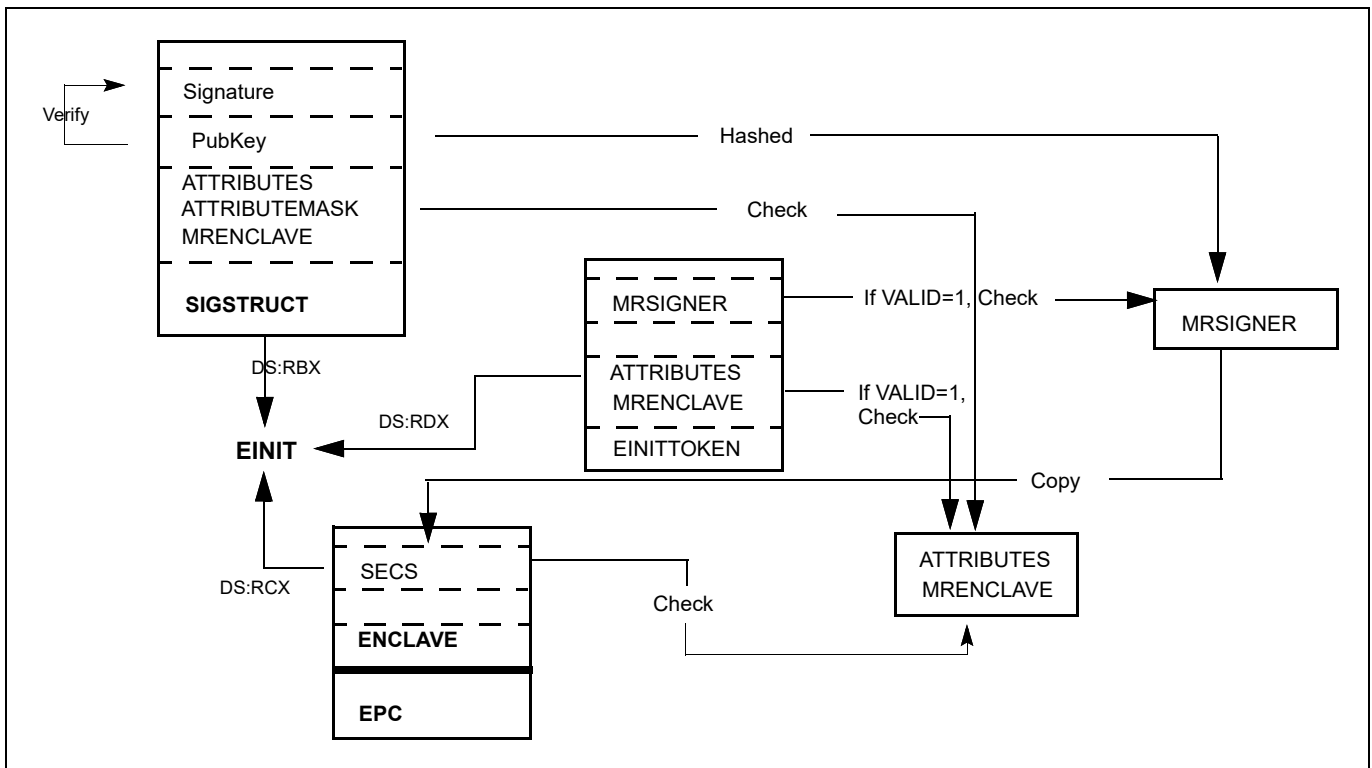 Signature
Verify
PubKey
Hashed
ATTRIBUTES
ATTRIBUTEMASK
MRENCLAVE
Check
SIGSTRUCT
MRSIGNER
If VALID=1, Check
MRSIGNER
DS:RBX
ATTRIBUTES
MRENCLAVE
If VALID=1,
Check
DS:RDX
EINIT
EINITTOKEN
Copy
SECS
DS:RCX
ENCLAVE
EPC
Check
ATTRIBUTES
MRENCLAVE